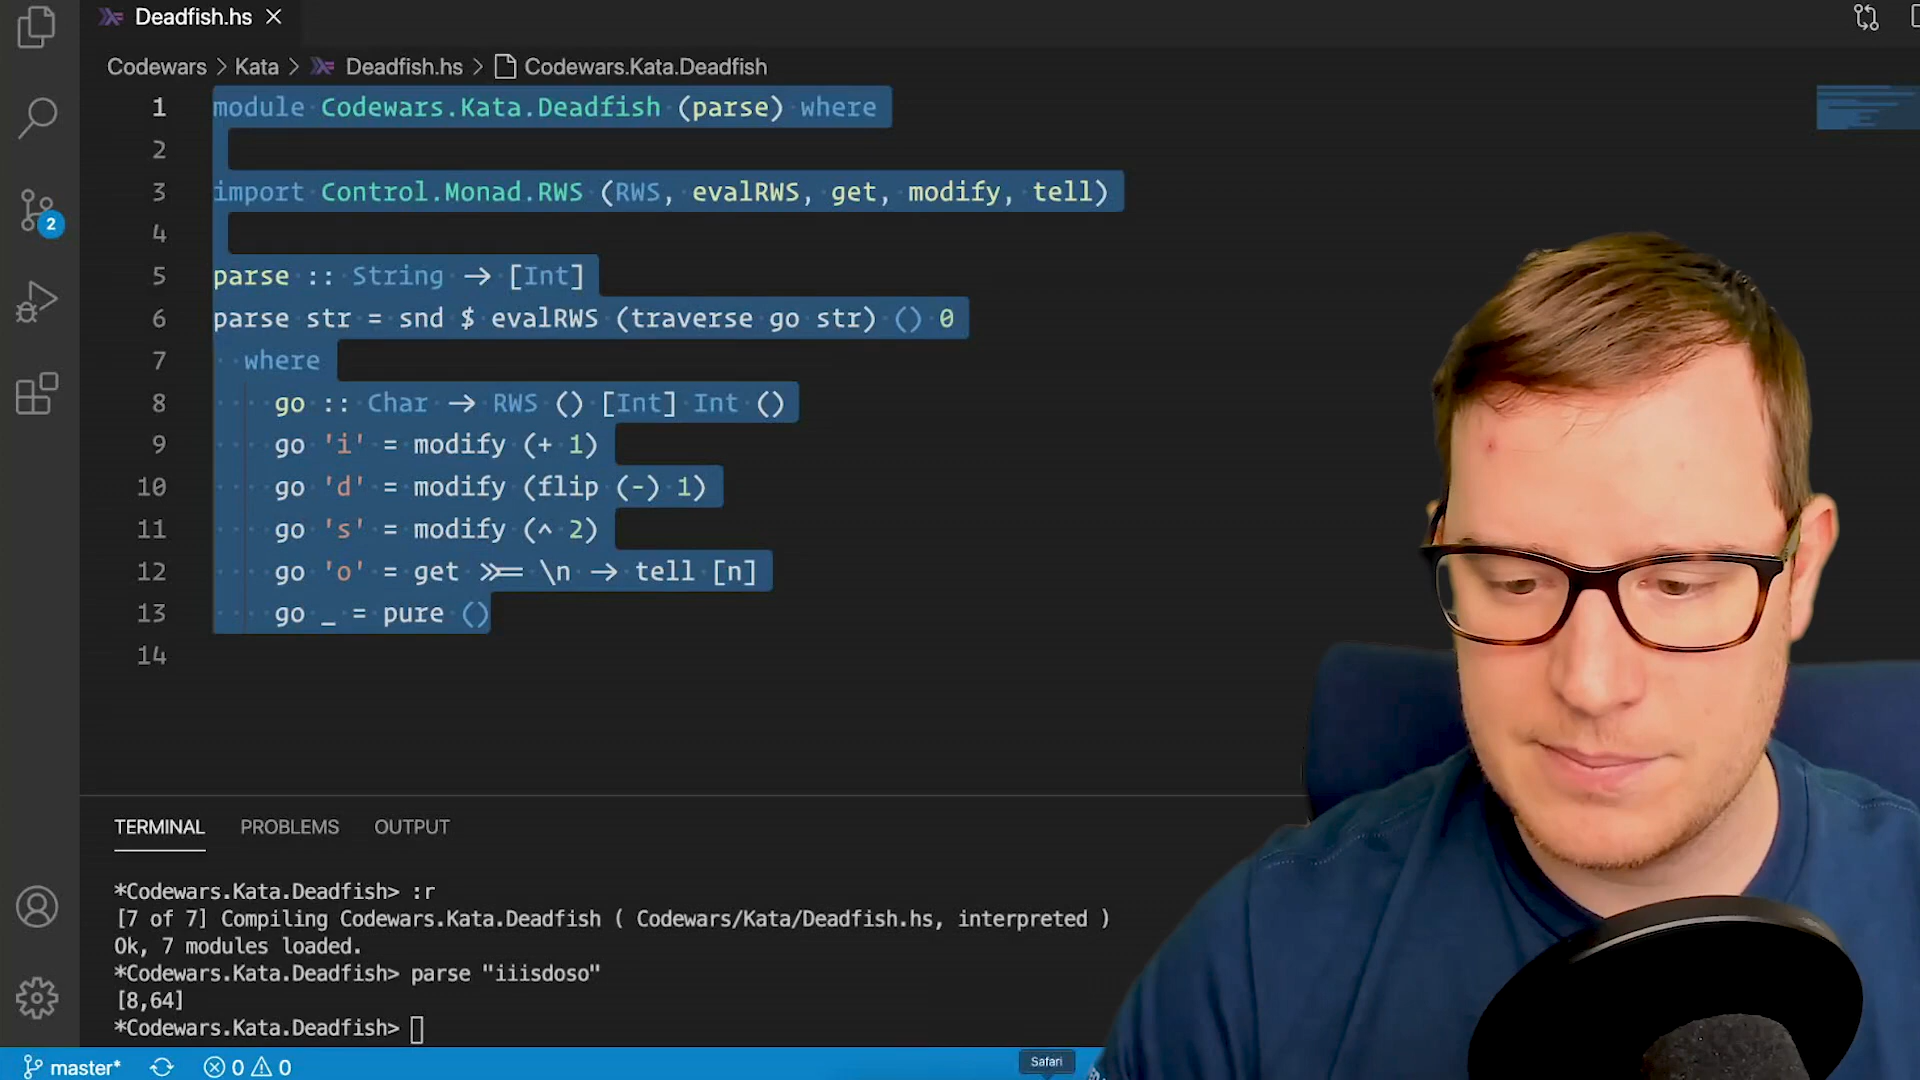 Deadfish.hs
Codewars > Kata > Deadfish.hs > Codewars.Kata.Deadfish
1 module Codewars.Kata.Deadfish (parse) where
2
3 import Control.Monad.RWS (RWS, evalRWS, get, modify, tell)
4
5 parse :: String → [Int]
6 parse str = snd $ evalRWS (traverse go str) () 0
7 where
8 go :: Char → RWS () [Int] Int ()
9 go 'i' = modify (+ 1)
10 go 'd' = modify (flip (-) 1)
11 go 's' = modify (^ 2)
12 go 'o' = get >>= \n → tell [n]
13 go _ = pure ()
14
2
TERMINAL PROBLEMS OUTPUT
*Codewars.Kata.Deadfish> :r
[7 of 7] Compiling Codewars.Kata.Deadfish ( Codewars/Kata/Deadfish.hs, interpreted )
Ok, 7 modules loaded.
*Codewars.Kata.Deadfish> parse "iiisdoso"
[8,64]
*Codewars.Kata.Deadfish>
master* 0 0
Safari